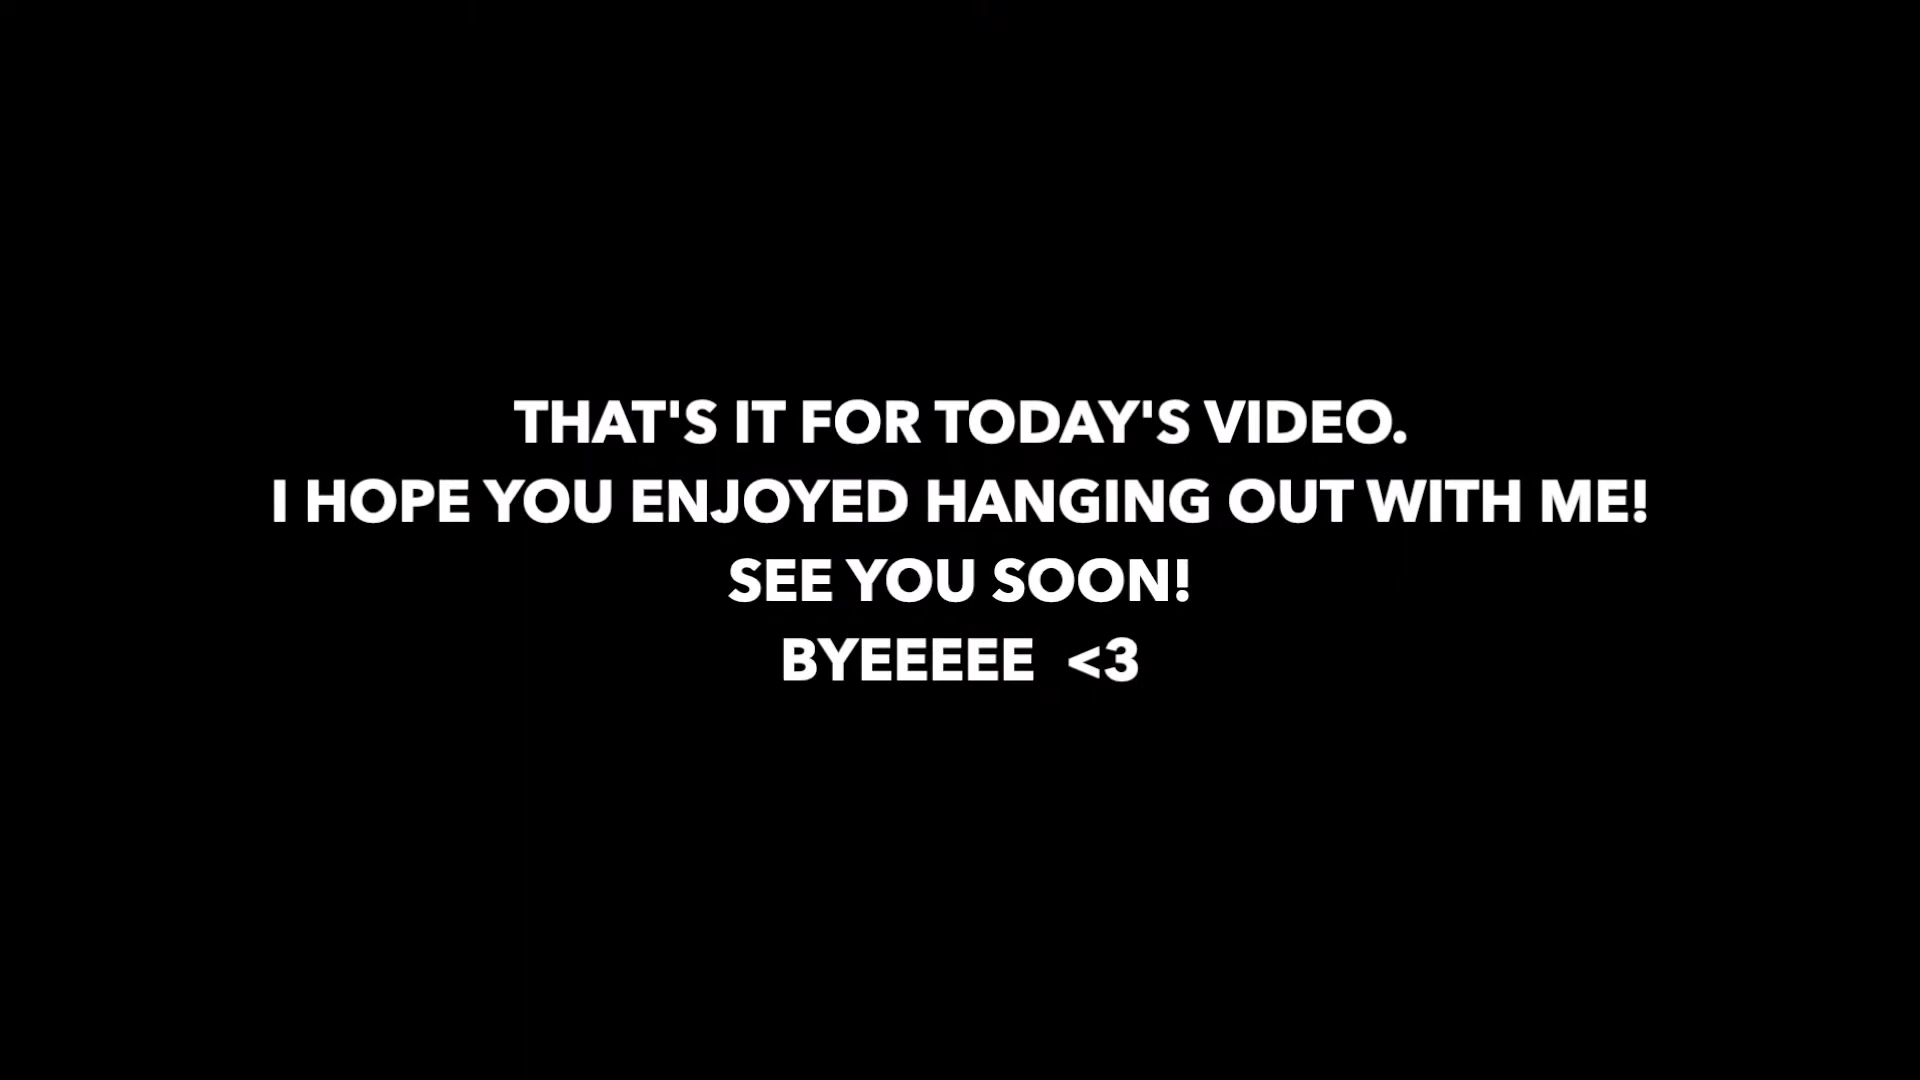 THAT'S IT FOR TODAY'S VIDEO.
I HOPE YOU ENJOYED HANGING OUT WITH ME!
SEE YOU SOON!
BYEEEEE <3